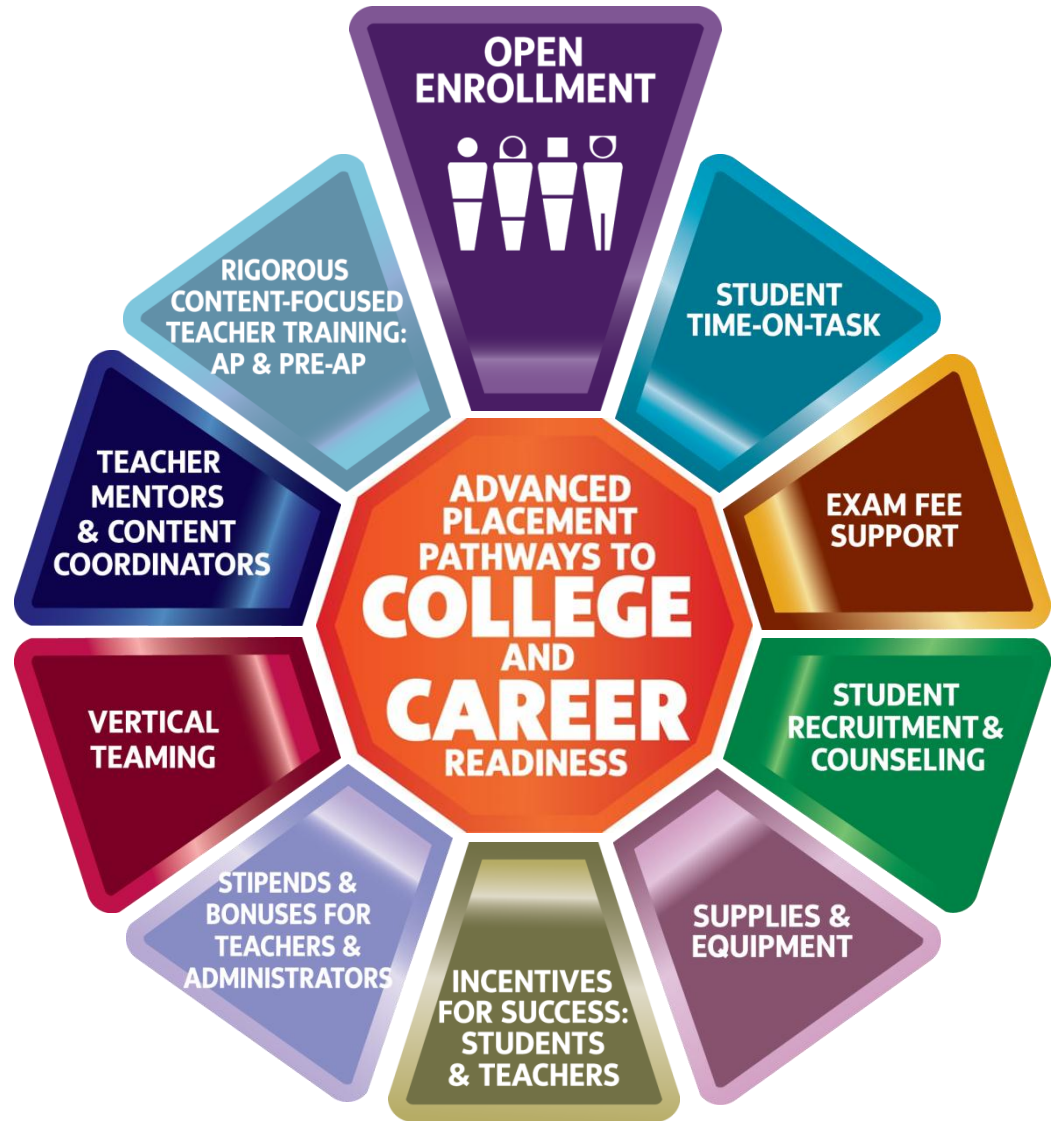 OPEN
ENROLLMENT
STUDENT
TIME-ON-TASK
EXAM FEE
SUPPORT
STUDENT
RECRUITMENT &
COUNSELING
SUPPLIES &
EQUIPMENT
INCENTIVES
FOR SUCCESS:
STUDENTS
& TEACHERS
STIPENDS &
BONUSES FOR
TEACHERS &
ADMINISTRATORS
VERTICAL
TEAMING
TEACHER
MENTORS
& CONTENT
COORDINATORS
RIGOROUS
CONTENT-FOCUSED
TEACHER TRAINING:
AP & PRE-AP
ADVANCED
PLACEMENT
PATHWAYS TO
COLLEGE
AND
CAREER
READINESS